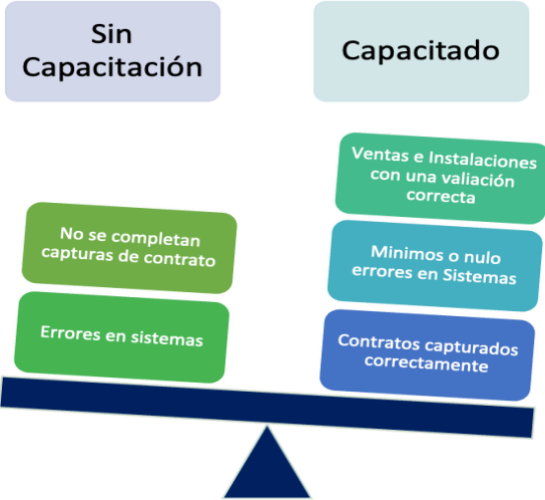 Sin
Capacitación
Capacitado
No se completan
capturas de contrato
Errores en sistemas
Ventas e Instalaciones
con una valiación
correcta
Minimos o nulo
errores en Sistemas
Contratos capturados
correctamente